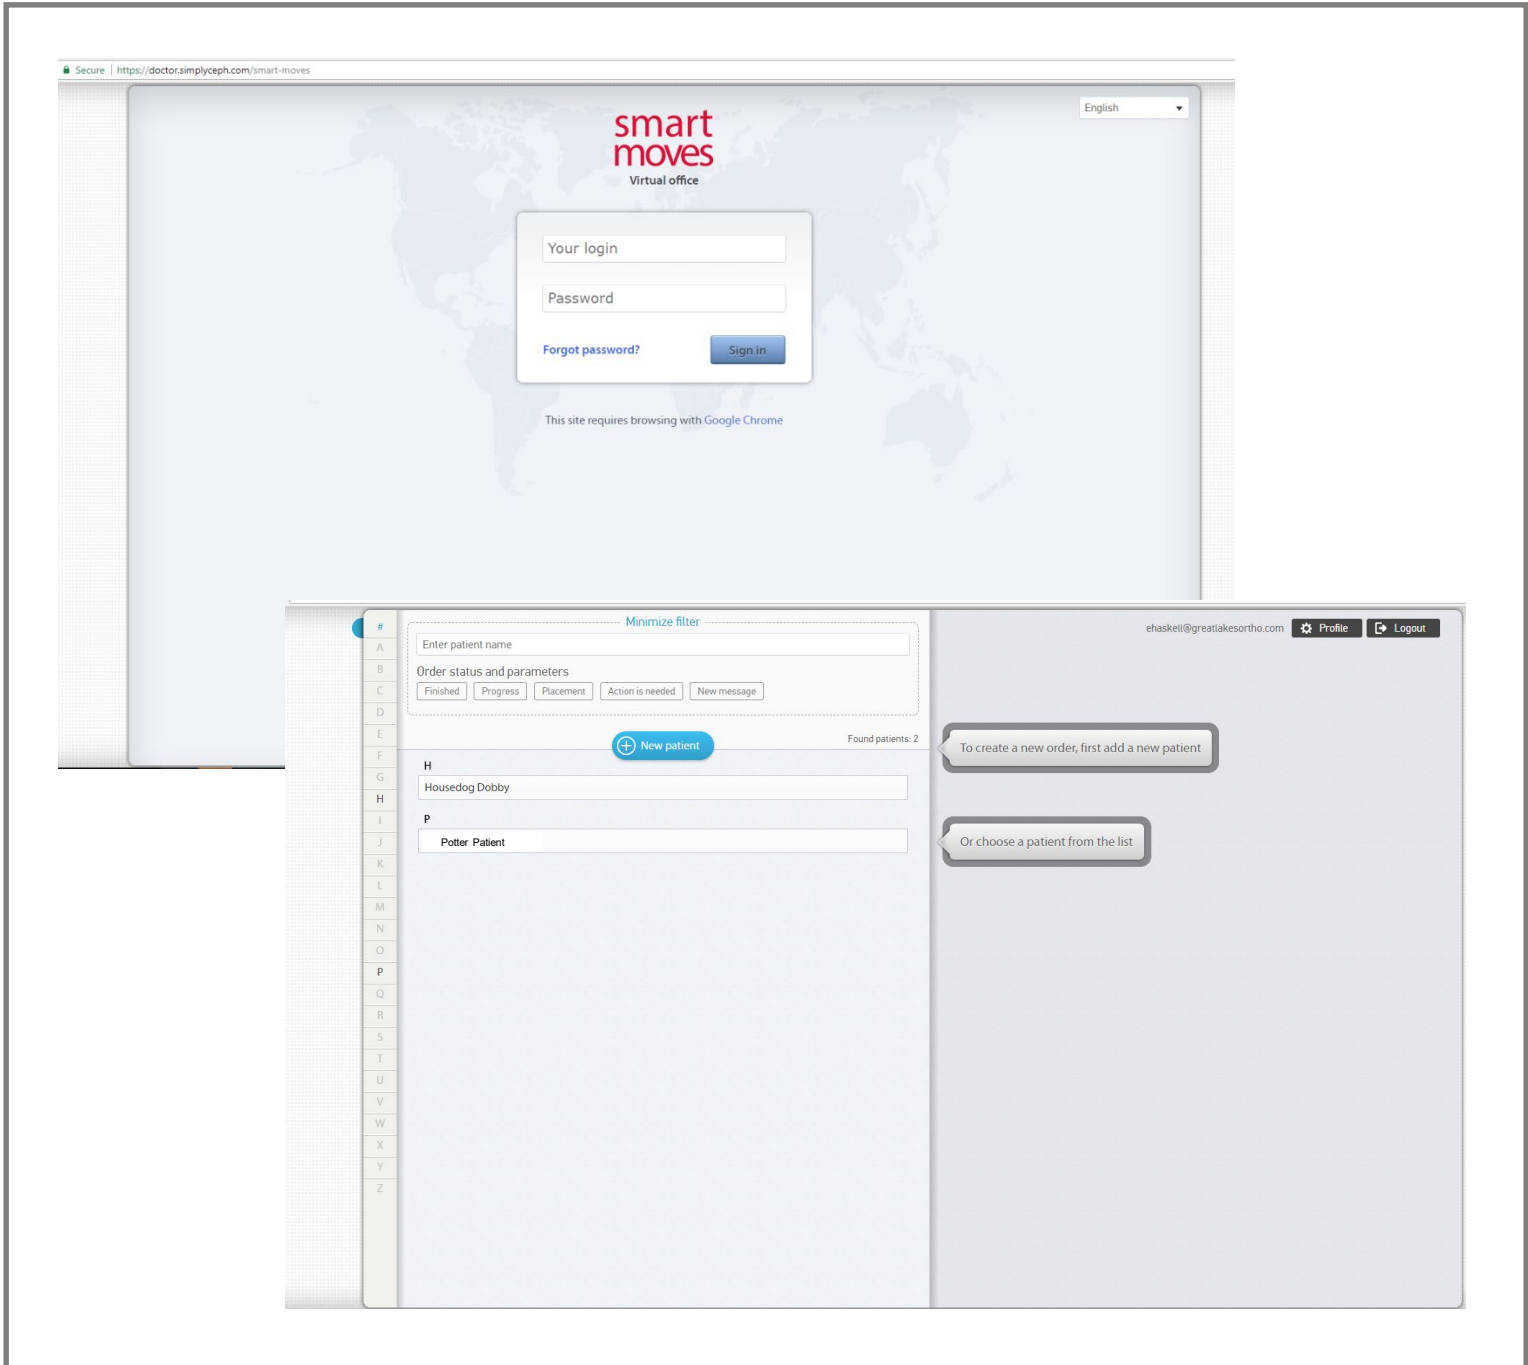 Secure | https://doctor.simplyceph.com/smart-moves
English
smart
moves
Virtual office
Your login
Password
Forgot password? Sign in
This site requires browsing with Google Chrome
#
A
B
C
D
E
F
G
H
I
J
K
L
M
N
O
P
Q
R
S
T
U
V
W
X
Y
Z
Minimize filter
Enter patient name
Order status and parameters
Finished Progress Placement Action is needed New message
New patient
Found patients: 2
H
Housedog Dobby
P
Potter Patient
ehaskell@greatlakesortho.com Profile Logout
To create a new order, first add a new patient
Or choose a patient from the list